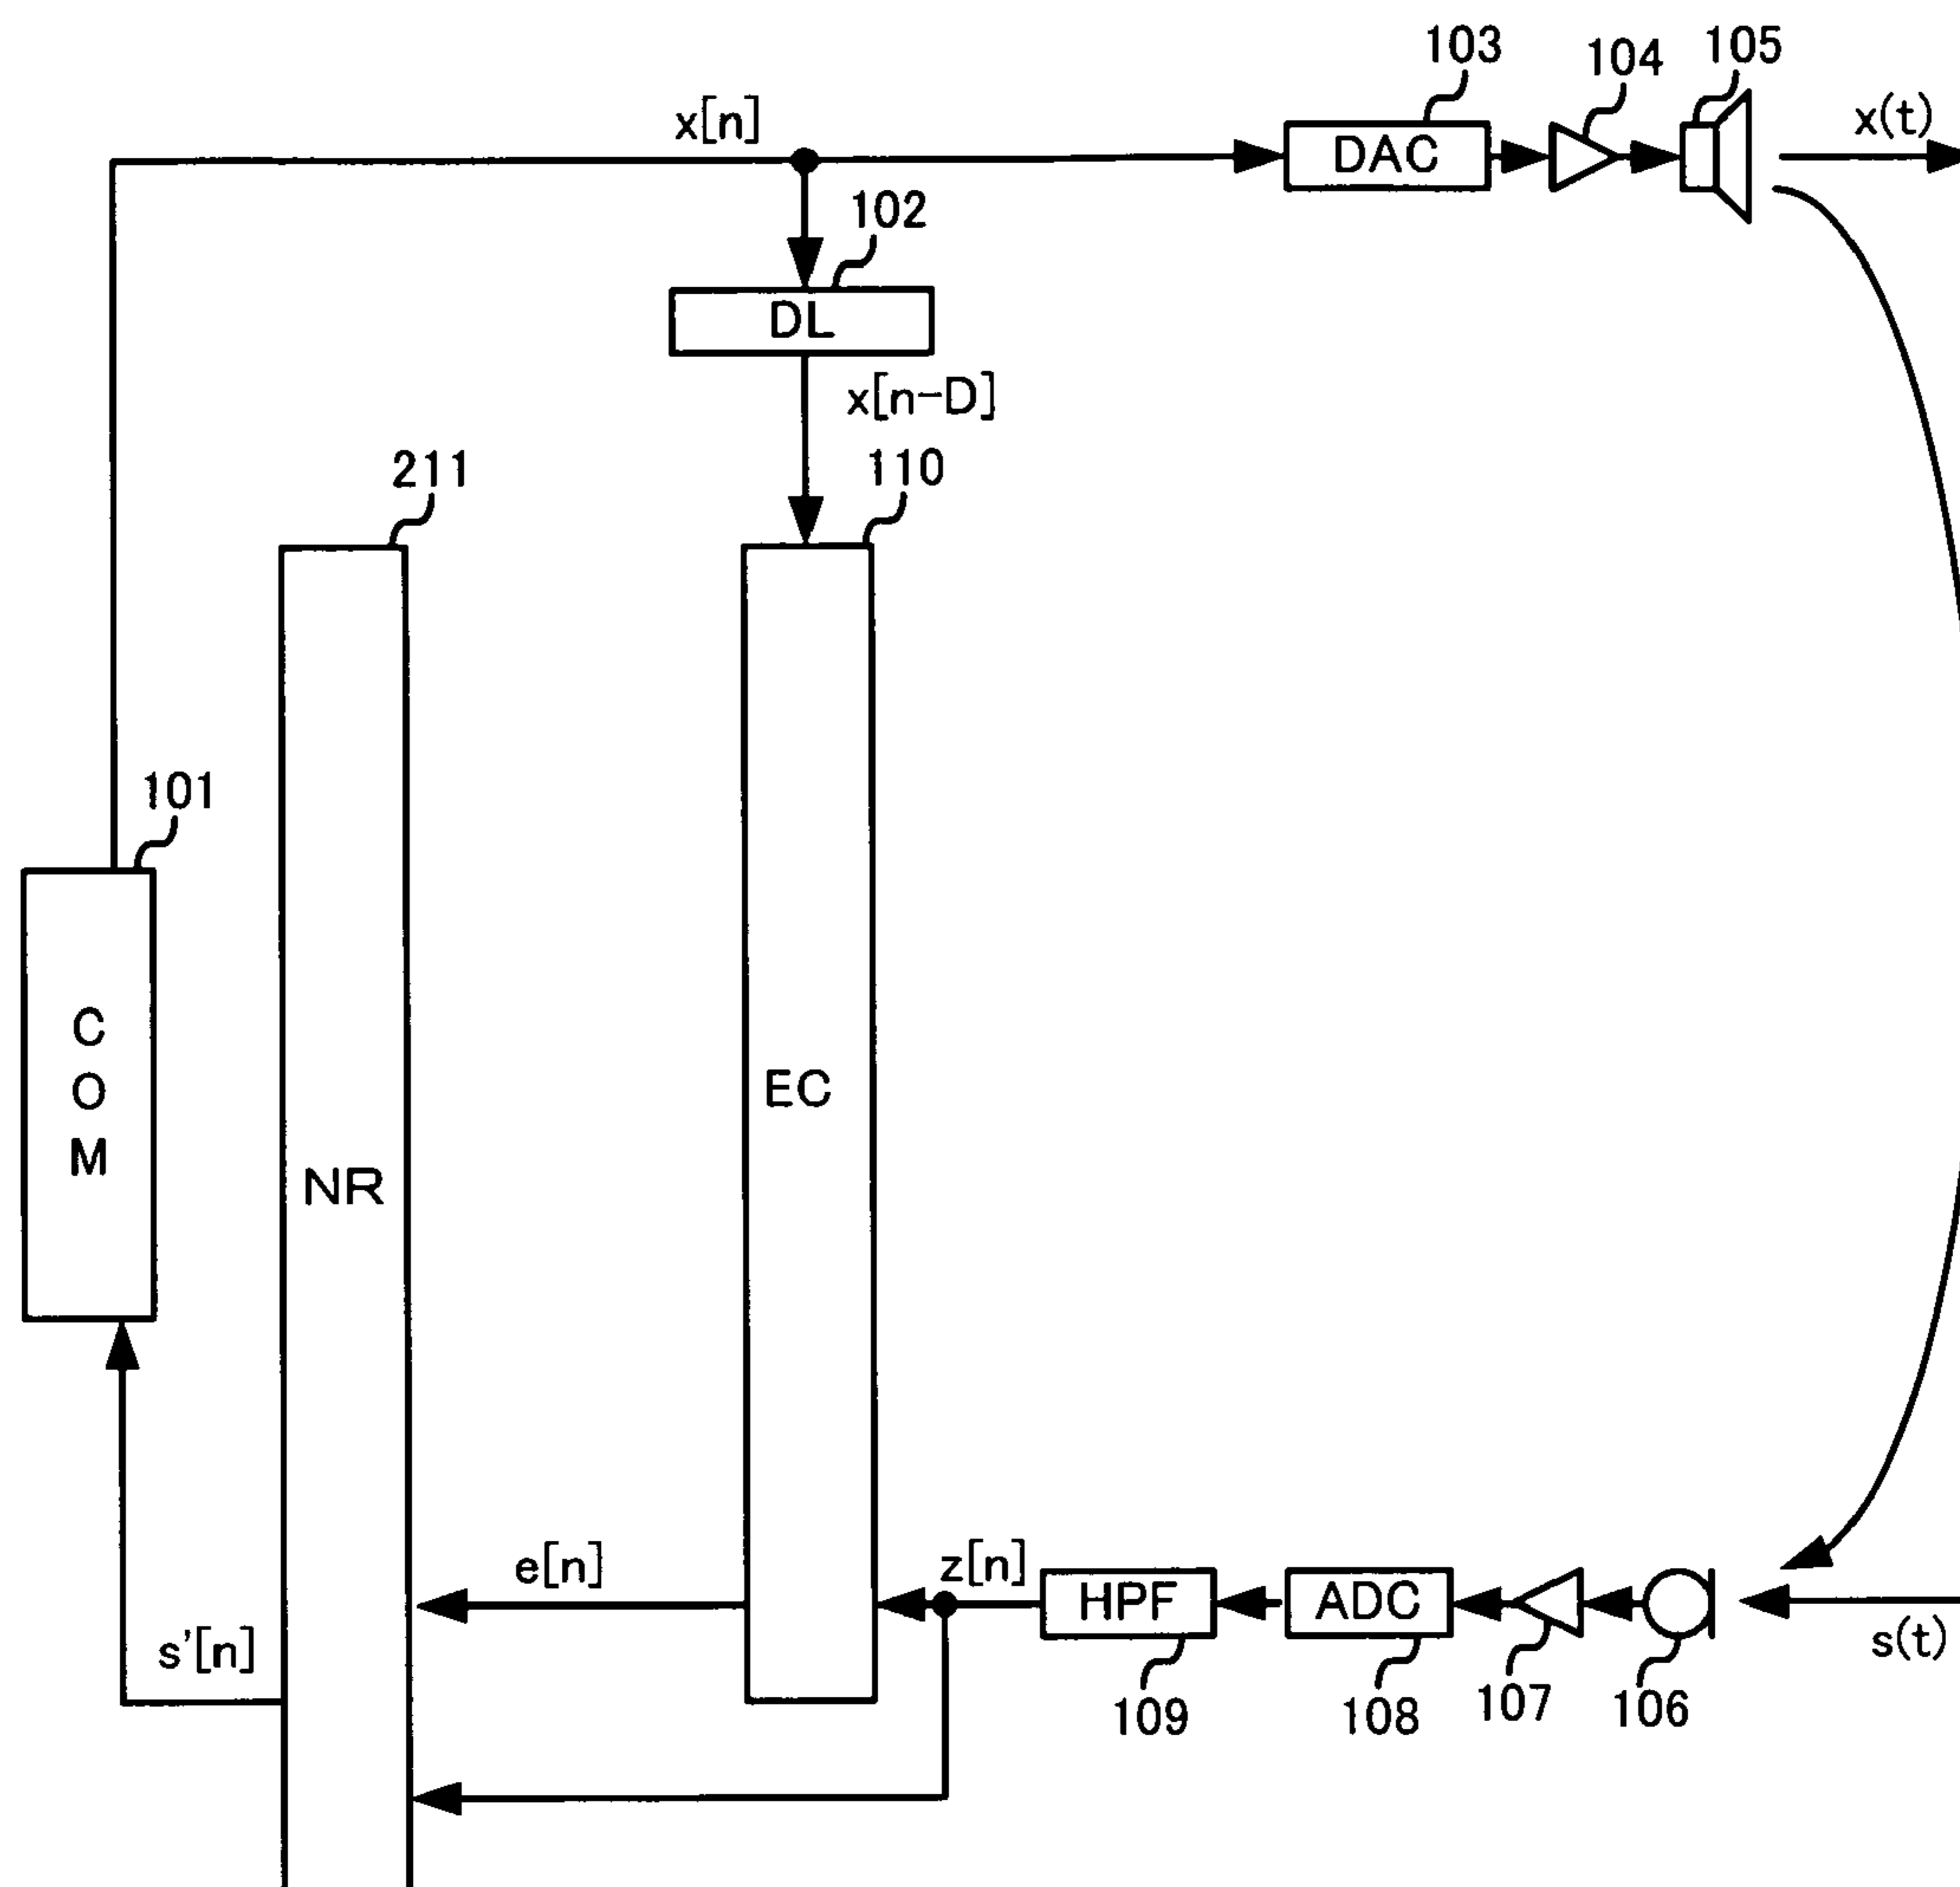 103
104
105
x[n]
x(t)
DAC
102
DL
x[n-D]
211
110
101
C
O
M
EC
NR
e[n]
z[n]
HPF
ADC
s'[n]
s(t)
109
108
107
106